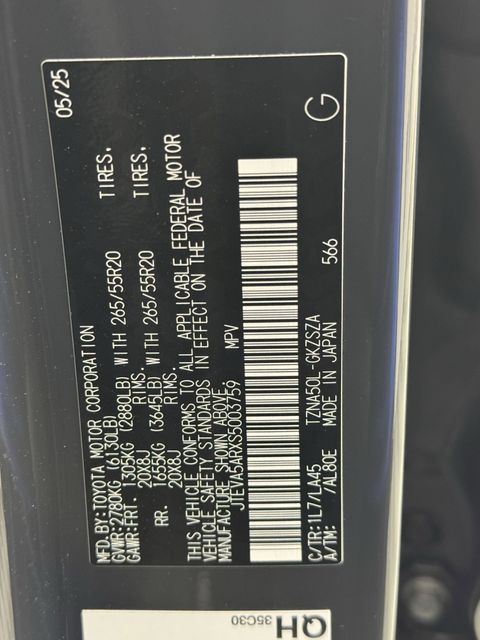 MFD.BY:TOYOTA MOTOR CORPORATION 05/25
GVWR:2780KG (6130LB)
GAWR:FRT. 1305KG (2880LB) WITH 265/55R20 TIRES,
20X8J RIMS.
RR. 1655KG (3645LB) WITH 265/55R20 TIRES,
20X8J RIMS.
THIS VEHICLE CONFORMS TO ALL APPLICABLE FEDERAL MOTOR
VEHICLE SAFETY STANDARDS IN EFFECT ON THE DATE OF
MANUFACTURE SHOWN ABOVE.
JTEVA5ARXS5003759 MPV
C/TR:1L7/LA45 TZNA50L-GKZSZA
A/TM: /AL80E MADE IN JAPAN 566 G
35C30
QH